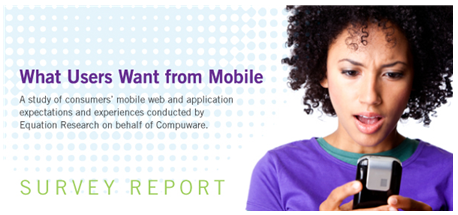 What Users Want from Mobile
A study of consumers' mobile web and application
expectations and experiences conducted by
Equation Research on behalf of Compuware.
SURVEY REPORT